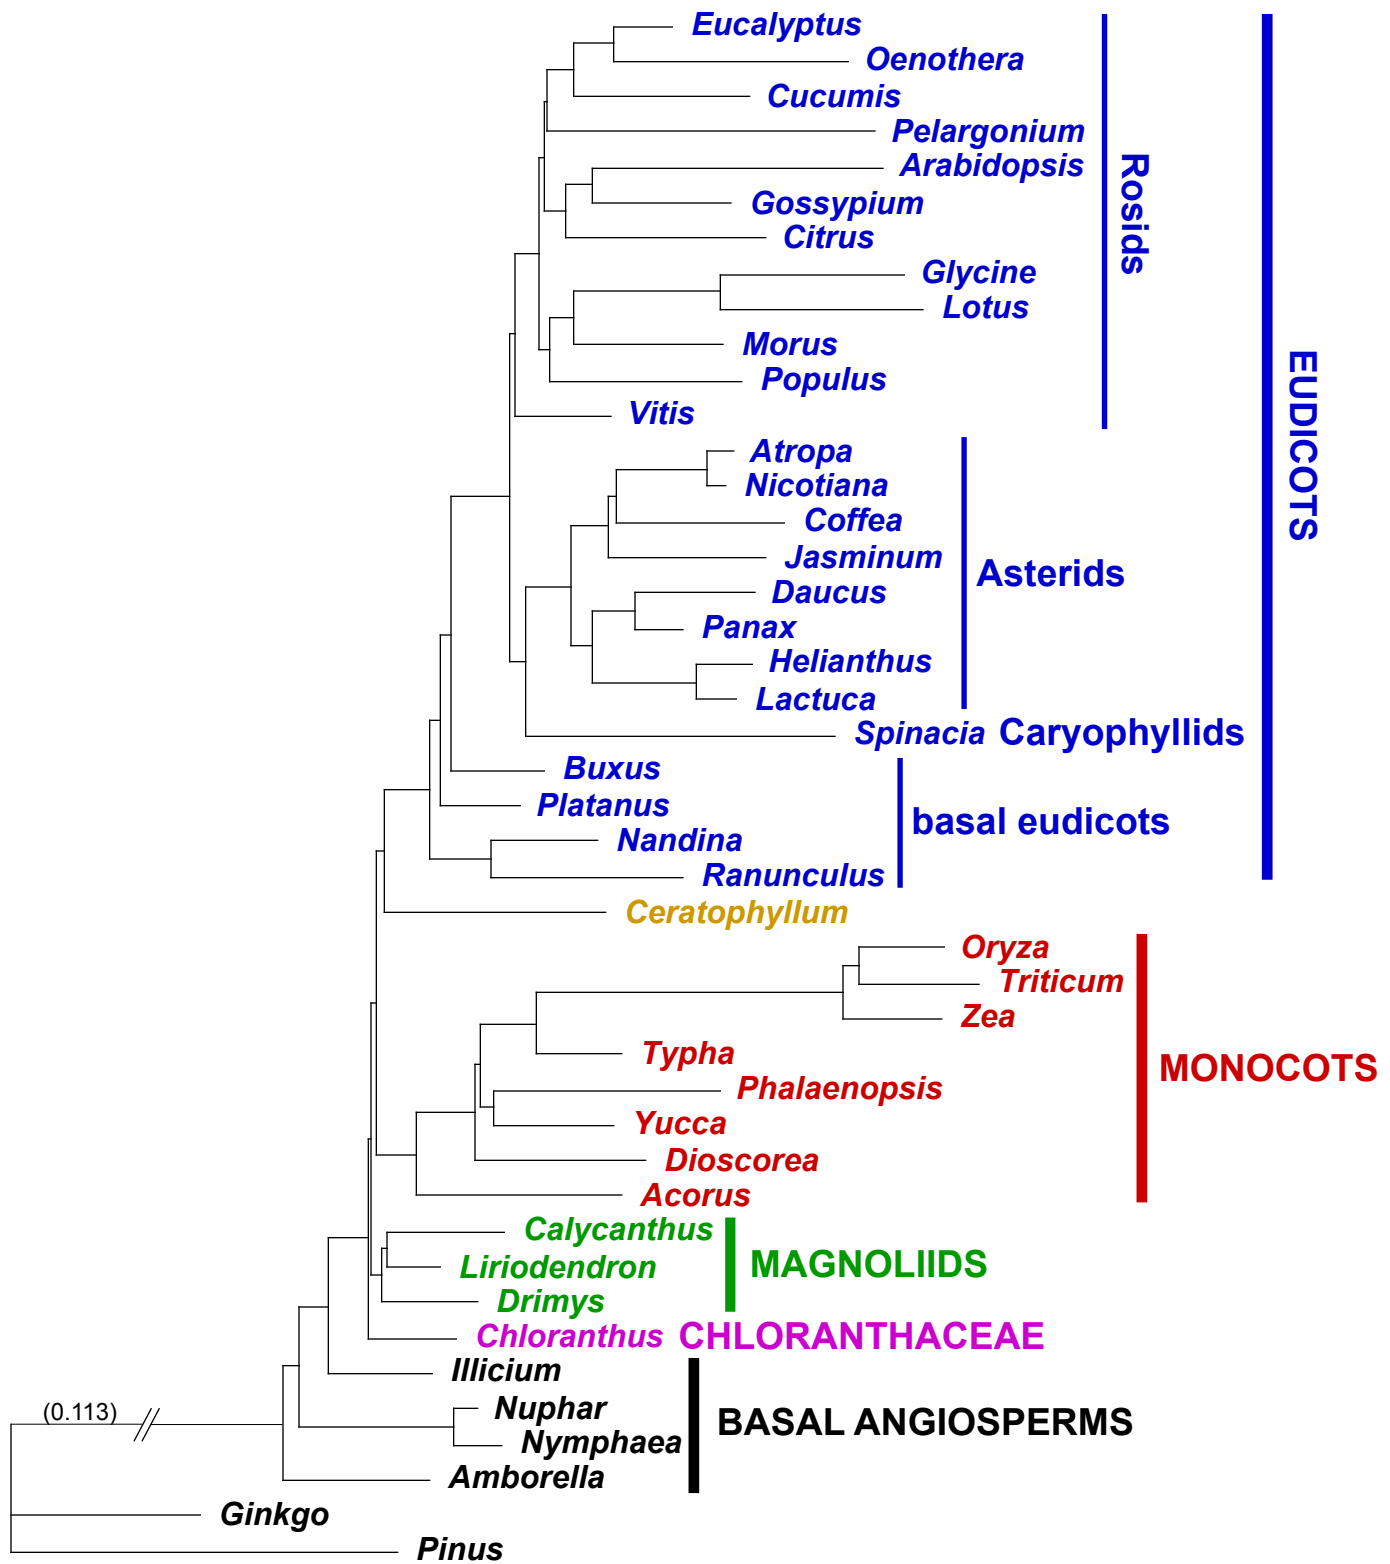 Eucalyptus
Oenothera
Cucumis
Pelargonium
Arabidopsis
Gossypium
Citrus
Glycine
Lotus
Morus
Populus
Vitis
Rosids
Atropa
Nicotiana
Coffea
Jasminum
Daucus
Panax
Helianthus
Lactuca
Asterids
Spinacia Caryophyllids
Buxus
Platanus
Nandina
Ranunculus
basal eudicots
EUDICOTS
Ceratophyllum
Oryza
Triticum
Zea
Typha
Phalaenopsis
Yucca
Dioscorea
Acorus
MONOCOTS
Calycanthus
Liriodendron
Drimys
MAGNOLIIDS
Chloranthus CHLORANTHACEAE
Illicium
Nuphar
Nymphaea
Amborella
BASAL ANGIOSPERMS
(0.113)
Ginkgo
Pinus